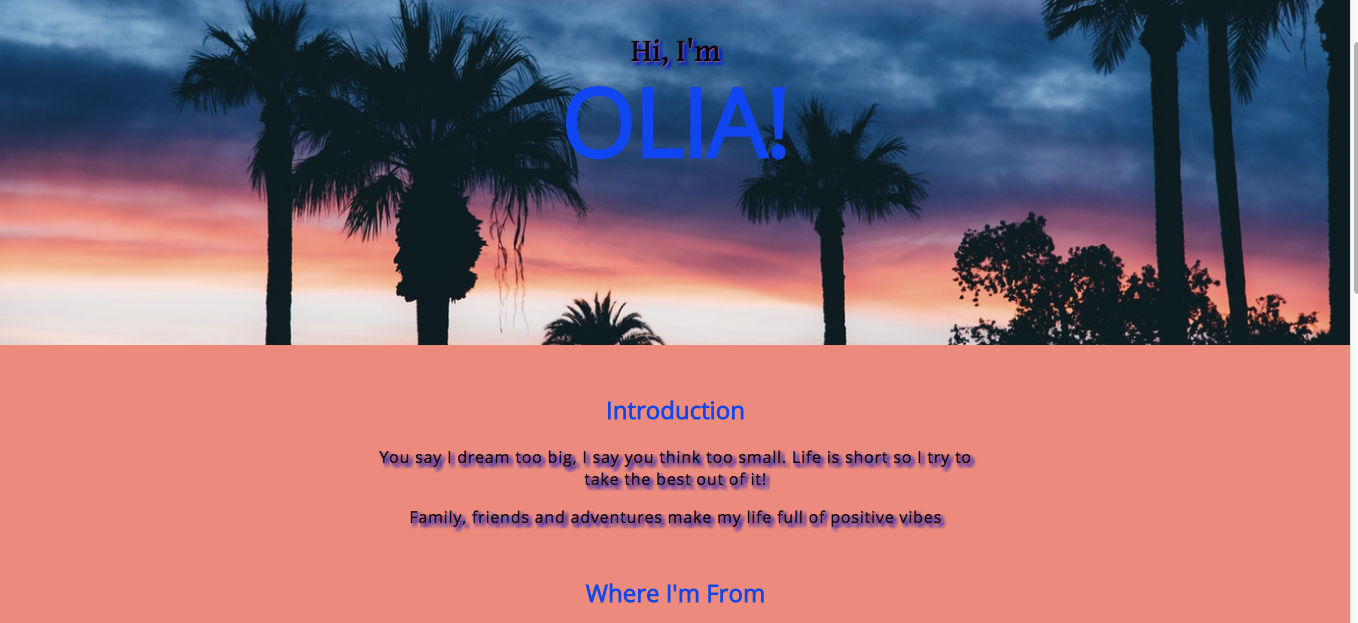 Hi, I'm
OLIA!
Introduction
You say I dream too big, I say you think too small. Life is short so I try to
take the best out of it!
Family, friends and adventures make my life full of positive vibes
Where I'm From